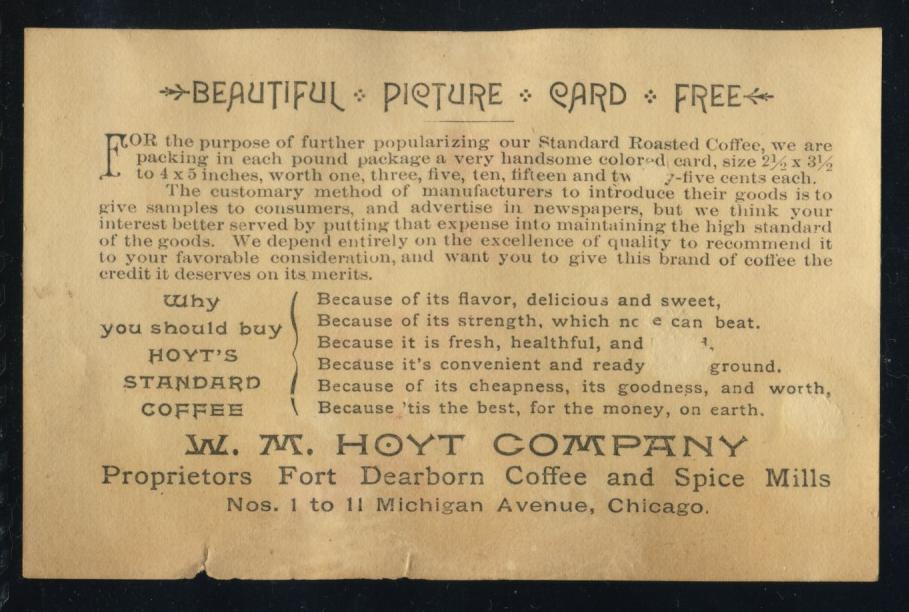 BEAUTIFUL PICTURE CARD FREE
FOR the purpose of further popularizing our Standard Roasted Coffee, we are
packing in each pound package a very handsome colored card, size 2½ x 3½
to 4 x 5 inches, worth one, three, five, ten, fifteen and -five cents each.
The customary method of manufacturers to introduce their goods is to
give samples to consumers, and advertise in newspapers, but we think your
interest better served by putting that expense into maintaining the high standard
of the goods. We depend entirely on the excellence of quality to recommend it
to your favorable consideration, and want you to give this brand of coffee the
credit it deserves on its merits.
Why
you should buy
HOYT'S
STANDARD
COFFEE
Because of its flavor, delicious and sweet,
Because of its strength, which can beat.
Because it is fresh, healthful, and
Because it's convenient and ready ground.
Because of its cheapness, its goodness, and worth,
Because 'tis the best, for the money, on earth.
W. M. HOYT COMPANY
Proprietors Fort Dearborn Coffee and Spice Mills
Nos. 1 to 11 Michigan Avenue, Chicago.